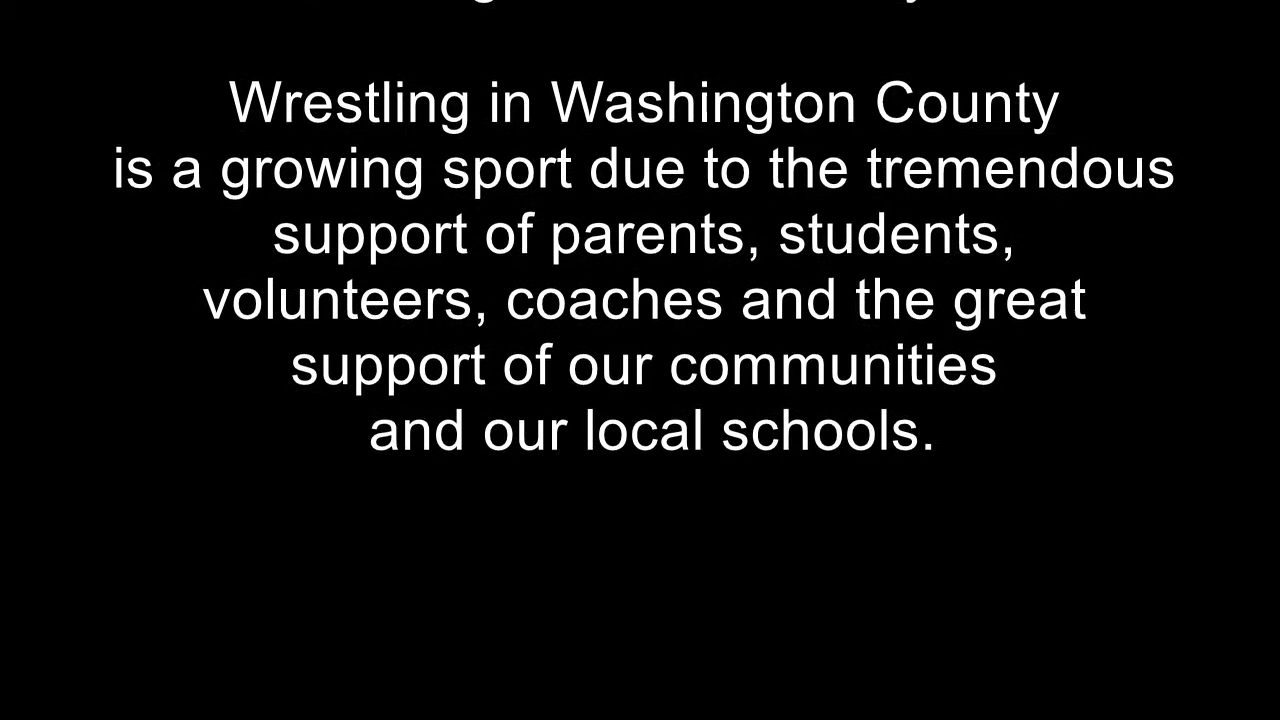 Wrestling in Washington County
is a growing sport due to the tremendous
support of parents, students,
volunteers, coaches and the great
support of our communities
and our local schools.